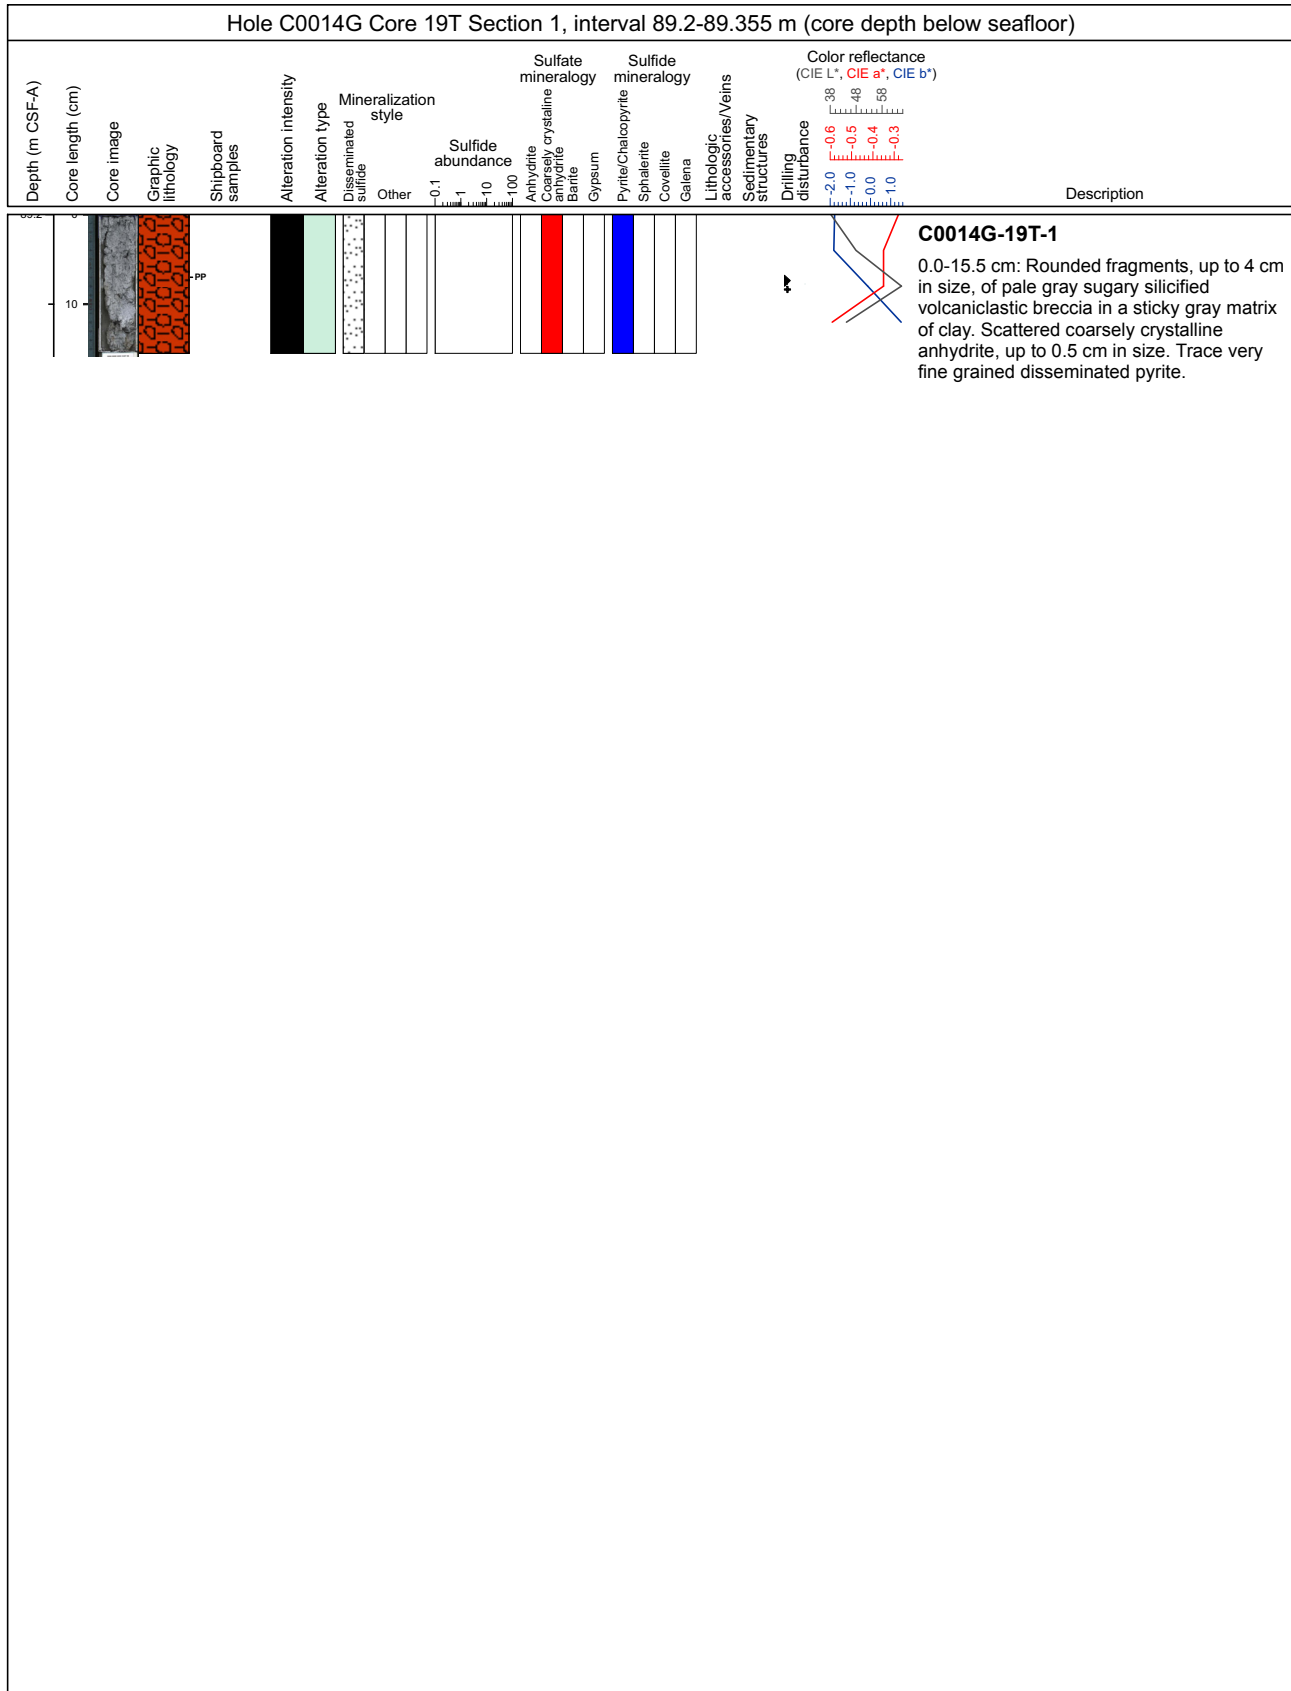 Hole C0014G Core 19T Section 1, interval 89.2-89.355 m (core depth below seafloor)
Depth (m CSF-A)
Core length (cm)
Core image
Graphic
lithology
Shipboard
samples
Alteration intensity
Alteration type
Mineralization
style
Disseminated
sulfide
Other
Sulfide
abundance
0.1
1
10
100
Sulfate
mineralogy
Anhydrite
Coarsely crystalline
anhydrite
Barite
Gypsum
Sulfide
mineralogy
Pyrite/Chalcopyrite
Sphalerite
Covellite
Galena
Lithologic
accessories/Veins
Sedimentary
structures
Drilling
disturbance
Color reflectance
(CIE L*, CIE a*, CIE b*)
38
48
58
-0.6
-0.5
-0.4
-0.3
-2.0
-1.0
0.0
1.0
Description
PP
10
C0014G-19T-1
0.0-15.5 cm: Rounded fragments, up to 4 cm
in size, of pale gray sugary silicified
volcaniclastic breccia in a sticky gray matrix
of clay. Scattered coarsely crystalline
anhydrite, up to 0.5 cm in size. Trace very
fine grained disseminated pyrite.